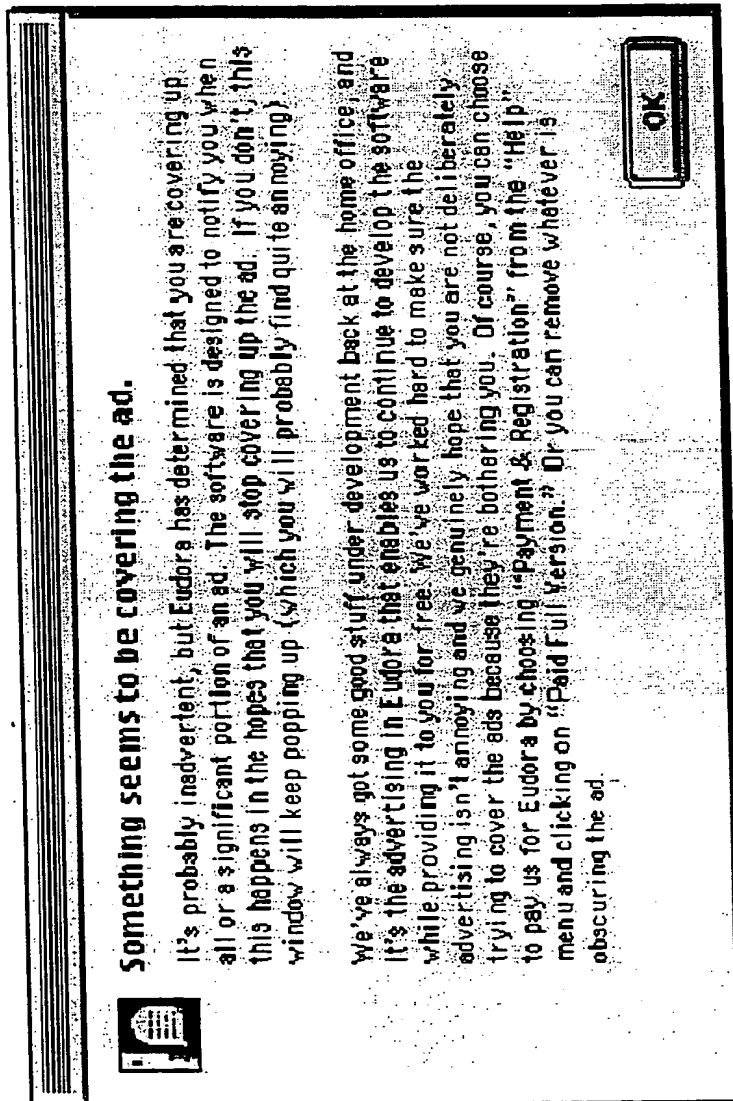 Something seems to be covering the ad.
It's probably inadvertent, but Eudora has determined that you are covering up
all or a significant portion of an ad. The software is designed to notify you when
this happens in the hopes that you will stop covering up the ad. If you don't, this
window will keep popping up (which you will probably find quite annoying).
We've always got some good stuff under development back at the home office, and
it's the advertising in Eudora that enables us to continue to develop the software
while providing it to you for free. We've worked hard to make sure the
advertising isn't annoying and we genuinely hope that you are not deliberately
trying to cover the ads because they're bothering you. Of course, you can choose
to pay us for Eudora by choosing "Payment & Registration" from the "Help"
menu and clicking on "Paid Full Version." Or you can remove whatever is
obscuring the ad.
OK